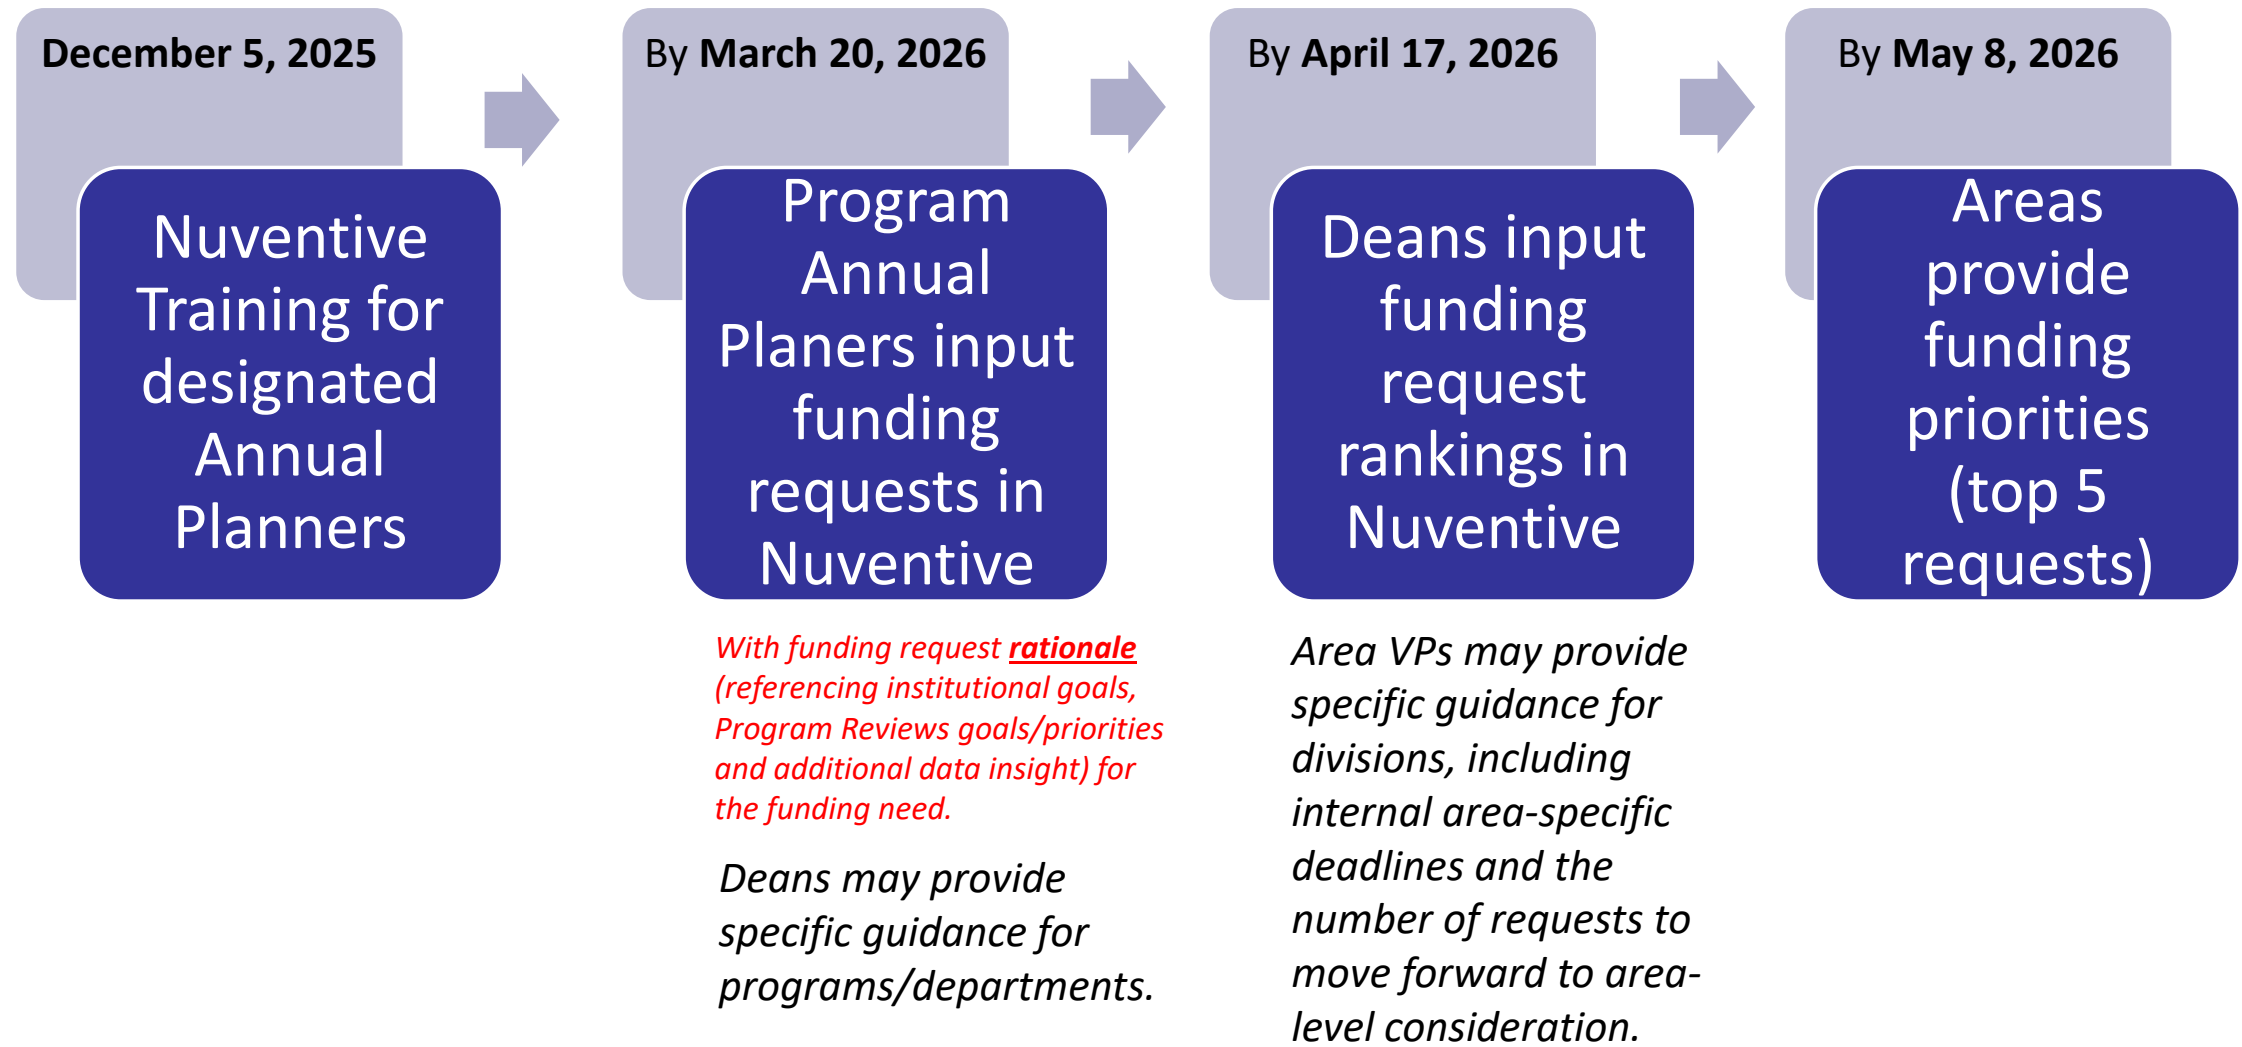 December 5, 2025
Nuventive
Training for
designated
Annual
Planners
By March 20, 2026
Program
Annual
Planers input
funding
requests in
Nuventive
With funding request rationale
(referencing institutional goals,
Program Reviews goals/priorities
and additional data insight) for
the funding need.
Deans may provide
specific guidance for
programs/departments.
By April 17, 2026
Deans input
funding
request
rankings in
Nuventive
Area VPs may provide
specific guidance for
divisions, including
internal area-specific
deadlines and the
number of requests to
move forward to area-
level consideration.
By May 8, 2026
Areas
provide
funding
priorities
(top 5
requests)